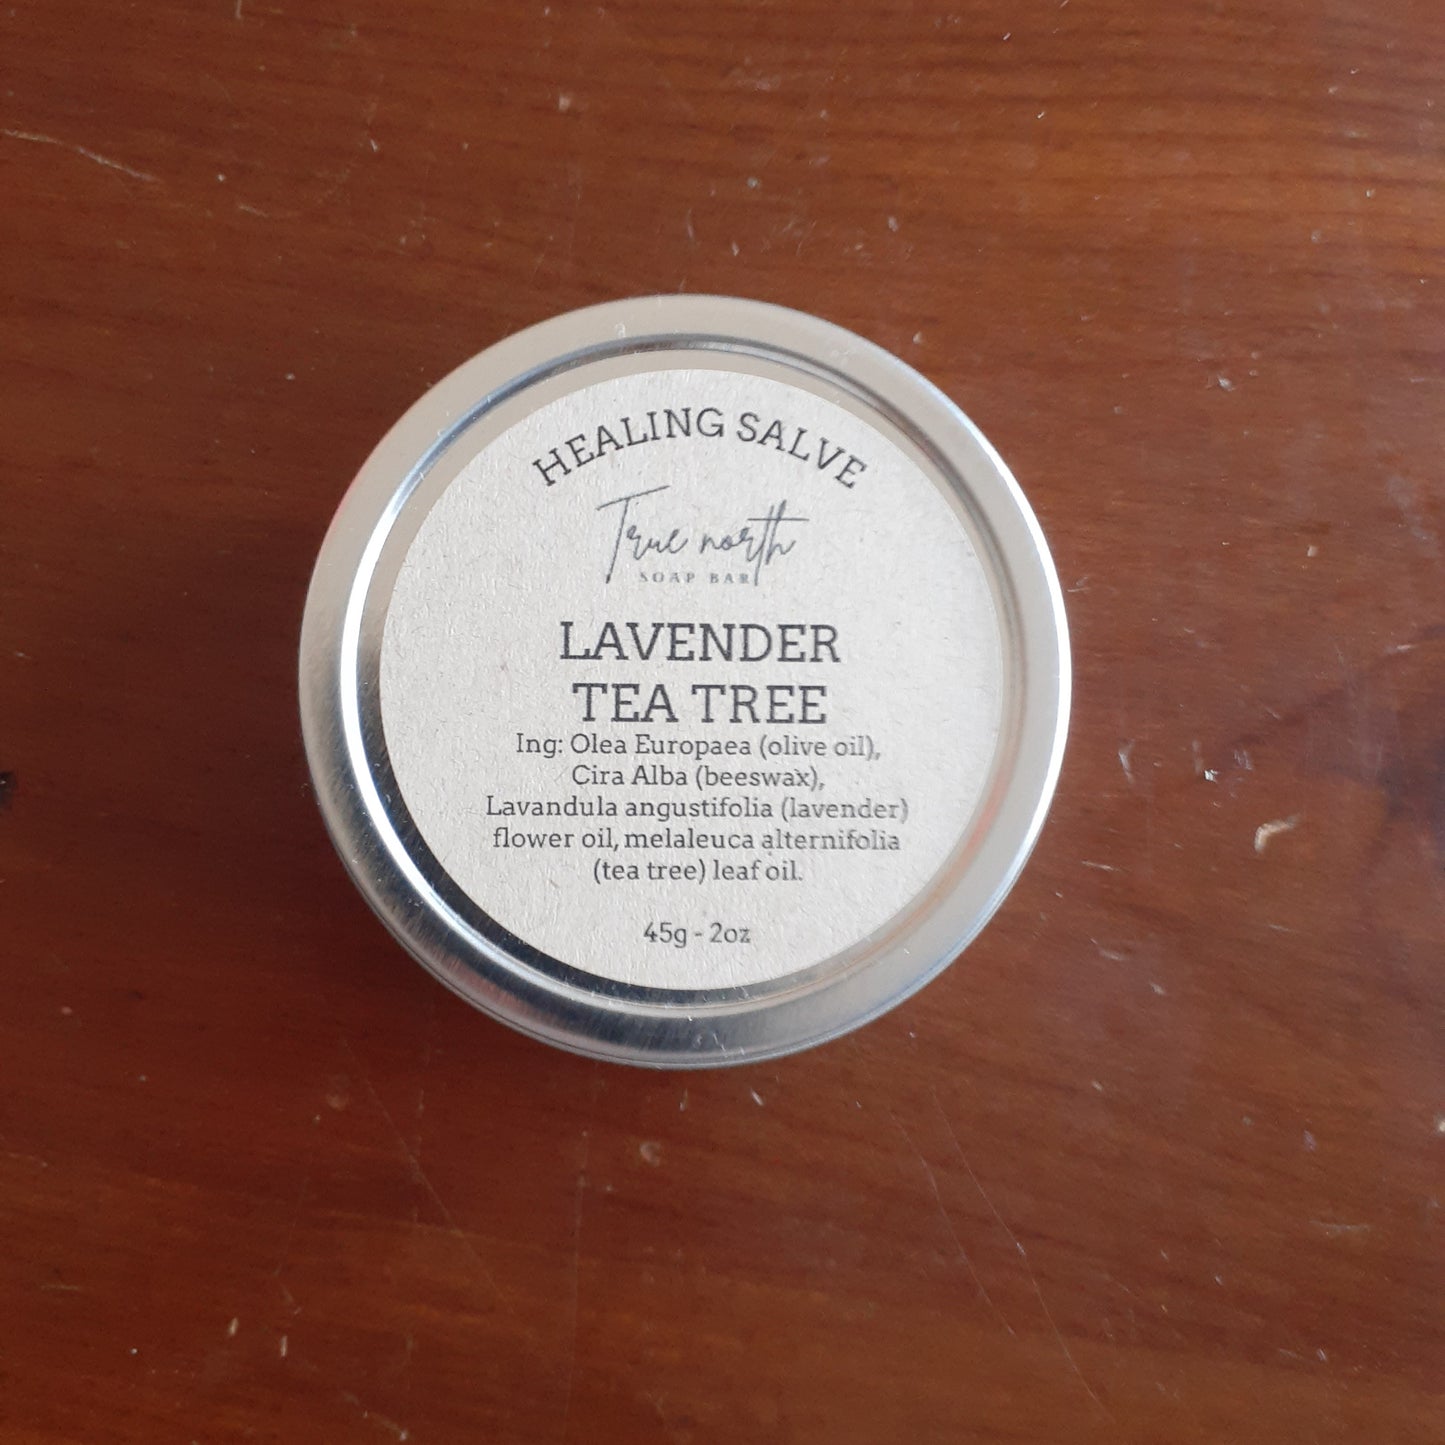 HEALING SALVE
True north
SOAP BAR
LAVENDER
TEA TREE
Ing: Olea Europaea (olive oil),
Cira Alba (beeswax),
Lavandula angustifolia (lavender)
flower oil, melaleuca alternifolia
(tea tree) leaf oil.
45g - 2oz